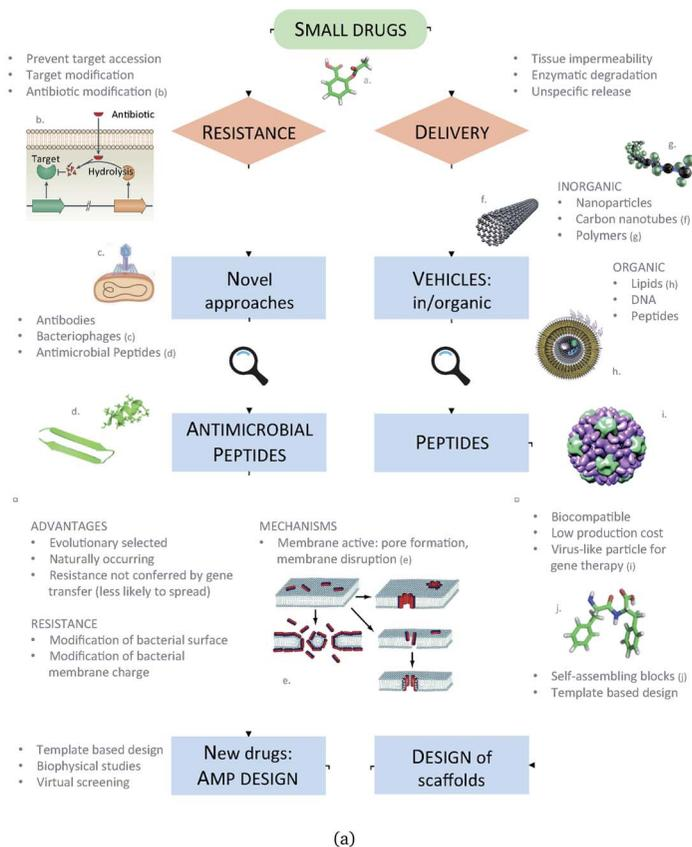 SMALL DRUGS
• Prevent target accession
• Target modification
• Antibiotic modification (b)
a.
• Tissue impermeability
• Enzymatic degradation
• Unspecific release
RESISTANCE
DELIVERY
b.
Antibiotic
Target
Hydrolysis
g.
f.
INORGANIC
• Nanoparticles
• Carbon nanotubes (f)
• Polymers (g)
c.
Novel
approaches
VEHICLES:
in/organic
ORGANIC
• Lipids (h)
• DNA
• Peptides
h.
• Antibodies
• Bacteriophages (c)
• Antimicrobial Peptides (d)
d.
ANTIMICROBIAL
PEPTIDES
PEPTIDES
i.
ADVANTAGES
• Evolutionary selected
• Naturally occurring
• Resistance not conferred by gene
transfer (less likely to spread)
RESISTANCE
• Modification of bacterial surface
• Modification of bacterial
membrane charge
MECHANISMS
• Membrane active: pore formation,
membrane disruption (e)
e.
• Biocompatible
• Low production cost
• Virus-like particle for
gene therapy (i)
j.
• Self-assembling blocks (j)
• Template based design
• Template based design
• Biophysical studies
• Virtual screening
New drugs:
AMP DESIGN
DESIGN of
scaffolds
(a)